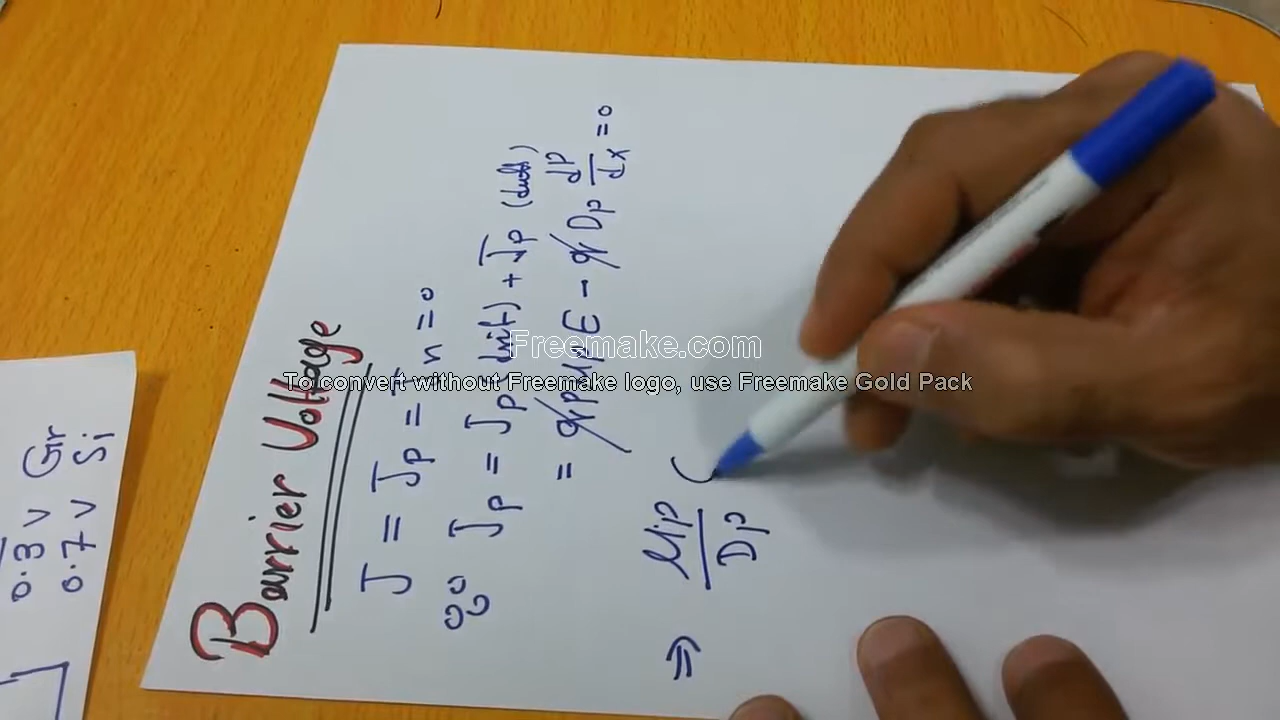 Barrier Voltage
J = Jp = Jn = 0
∴ Jp = Jp(drift) + Jp (diff)
= qpμpE - qDp dp/dx = 0
⇒ μp/Dp (
0.3 V Gr
0.7 V Si
Freemake.com
To convert without Freemake logo, use Freemake Gold Pack